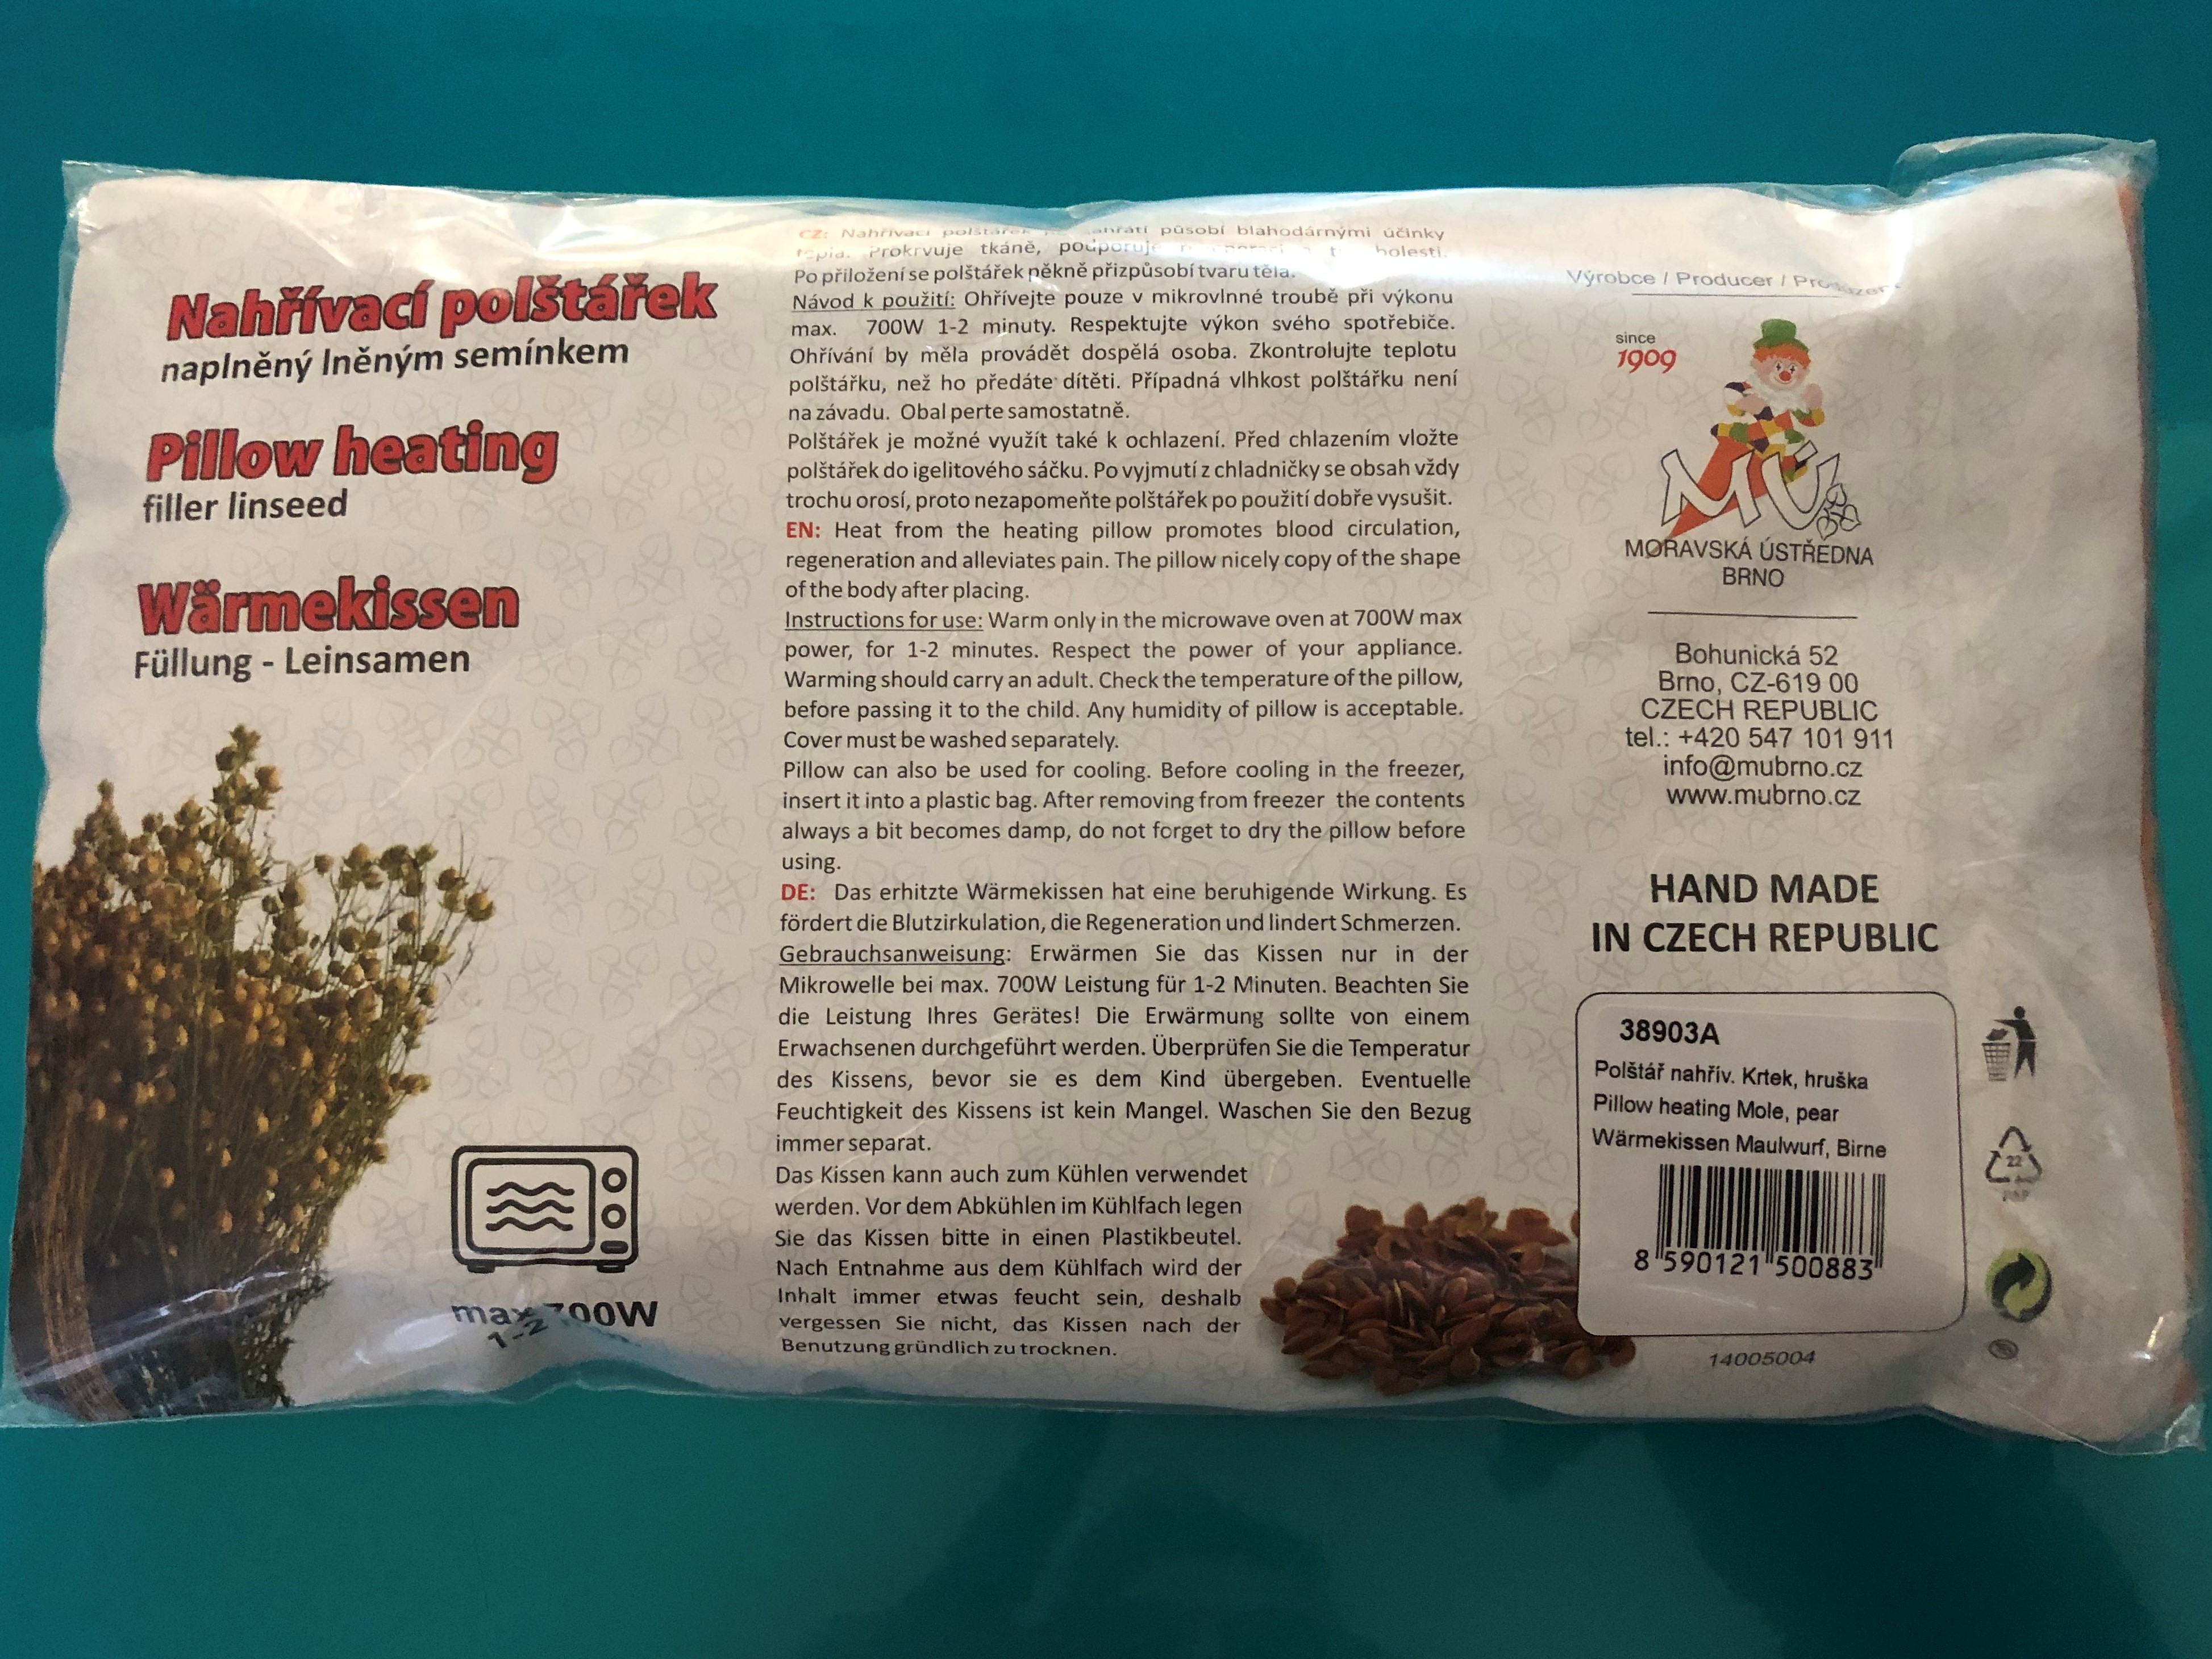 Nahřívací polštářek
naplněný lněným semínkem
Pillow heating
filler linseed
Wärmekissen
Füllung - Leinsamen
max 700W
1-2
CZ: Nahřívací polštářek působí blahodárnými účinky
Prokrvuje tkáně, podporuje bolesti.
Po přiložení se polštářek pěkně přizpůsobí tvaru těla.
Návod k použití: Ohřívejte pouze v mikrovlnné troubě při výkonu
max. 700W 1-2 minuty. Respektujte výkon svého spotřebiče.
Ohřívání by měla provádět dospělá osoba. Zkontrolujte teplotu
polštářku, než ho předáte dítěti. Případná vlhkost polštářku není
na závadu. Obal perte samostatně.
Polštářek je možné využít také k ochlazení. Před chlazením vložte
polštářek do igelitového sáčku. Po vyjmutí z chladničky se obsah vždy
trochu orosí, proto nezapomeňte polštářek po použití dobře vysušit.
EN: Heat from the heating pillow promotes blood circulation,
regeneration and alleviates pain. The pillow nicely copy of the shape
of the body after placing.
Instructions for use: Warm only in the microwave oven at 700W max
power, for 1-2 minutes. Respect the power of your appliance.
Warming should carry an adult. Check the temperature of the pillow,
before passing it to the child. Any humidity of pillow is acceptable.
Cover must be washed separately.
Pillow can also be used for cooling. Before cooling in the freezer,
insert it into a plastic bag. After removing from freezer the contents
always a bit becomes damp, do not forget to dry the pillow before
using.
DE: Das erhitzte Wärmekissen hat eine beruhigende Wirkung. Es
fördert die Blutzirkulation, die Regeneration und lindert Schmerzen.
Gebrauchsanweisung: Erwärmen Sie das Kissen nur in der
Mikrowelle bei max. 700W Leistung für 1-2 Minuten. Beachten Sie
die Leistung Ihres Gerätes! Die Erwärmung sollte von einem
Erwachsenen durchgeführt werden. Überprüfen Sie die Temperatur
des Kissens, bevor sie es dem Kind übergeben. Eventuelle
Feuchtigkeit des Kissens ist kein Mangel. Waschen Sie den Bezug
immer separat.
Das Kissen kann auch zum Kühlen verwendet
werden. Vor dem Abkühlen im Kühlfach legen
Sie das Kissen bitte in einen Plastikbeutel.
Nach Entnahme aus dem Kühlfach wird der
Inhalt immer etwas feucht sein, deshalb
vergessen Sie nicht, das Kissen nach der
Benutzung gründlich zu trocknen.
Výrobce / Producer / Produzent
since
1909
MÚ
MORAVSKÁ ÚSTŘEDNA
BRNO
Bohunická 52
Brno, CZ-619 00
CZECH REPUBLIC
tel.: +420 547 101 911
info@mubrno.cz
www.mubrno.cz
HAND MADE
IN CZECH REPUBLIC
38903A
Polštář nahřív. Krtek, hruška
Pillow heating Mole, pear
Wärmekissen Maulwurf, Birne
8 590121 500883
22
PAP
14005004